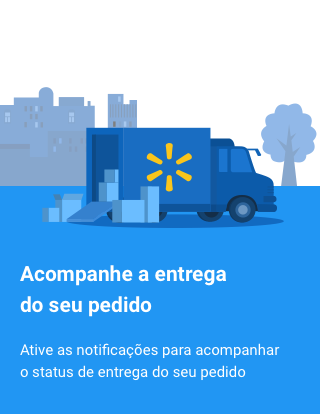 Acompanhe a entrega
do seu pedido
Ative as notificações para acompanhar
o status de entrega do seu pedido